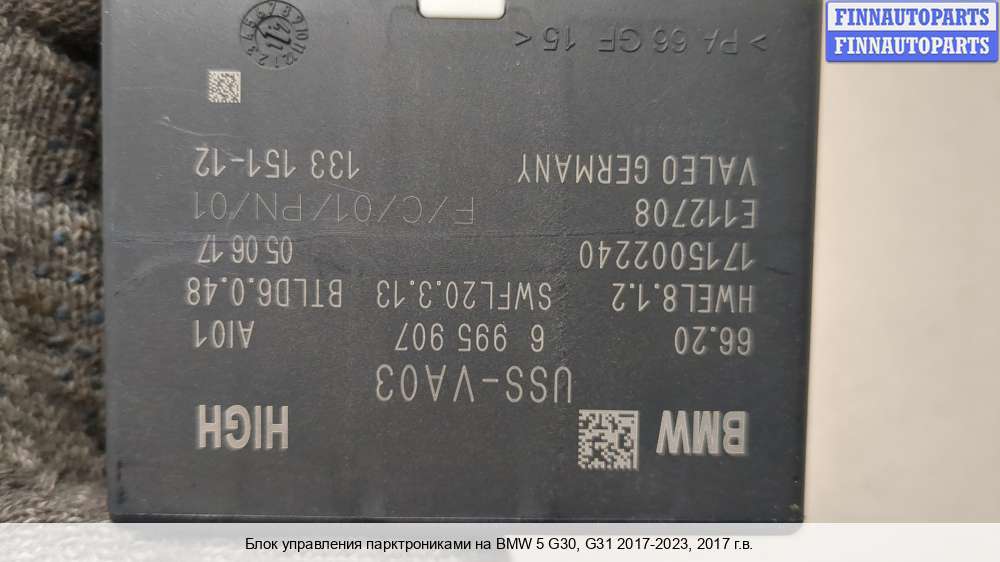 FINNAUTOPARTS
FINNAUTOPARTS
BMW
HIGH
USS-VA03
66.20 6 995 907 AI01
HWEL8.1.2 SWFL20.3.13 BTLD6.0.48
1715002240 05.06.17
E112708 F/C/01/PN/01
VALEO GERMANY 133 151-12
>PA 66 GF 15<
Блок управления парктрониками на BMW 5 G30, G31 2017-2023, 2017 г.в.